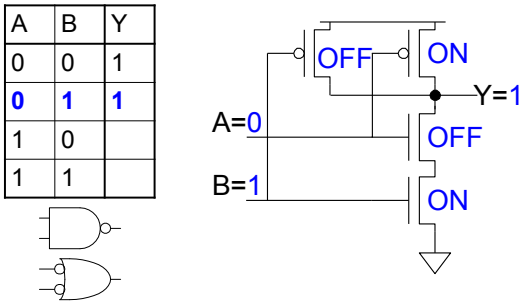 A B Y
0 0 1
0 1 1
1 0
1 1
OFF ON
Y=1
A=0
OFF
B=1
ON